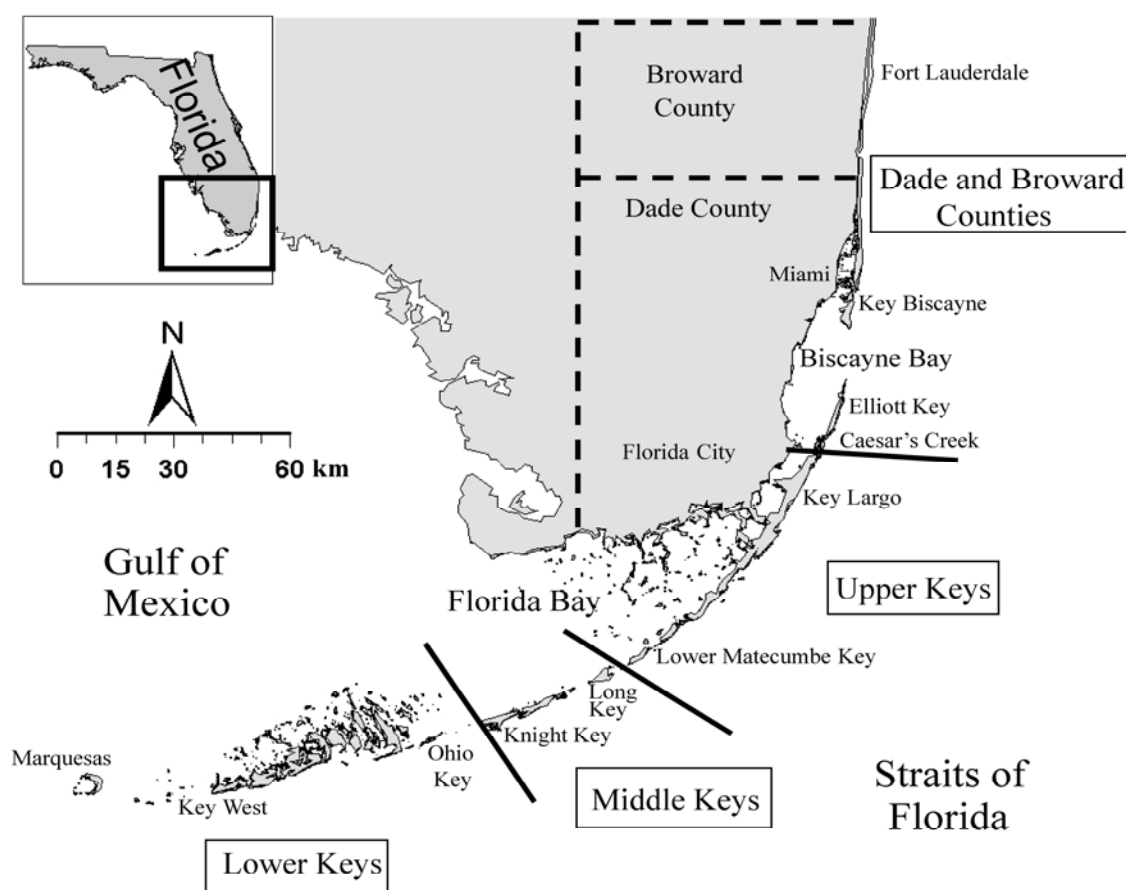 Florida
N
0 15 30 60 km
Broward
County
Fort Lauderdale
Dade and Broward
Counties
Dade County
Miami
Key Biscayne
Biscayne Bay
Elliott Key
Caesar's Creek
Florida City
Key Largo
Gulf of
Mexico
Florida Bay
Upper Keys
Lower Matecumbe Key
Long
Key
Knight Key
Ohio
Key
Marquesas
Key West
Middle Keys
Straits of
Florida
Lower Keys